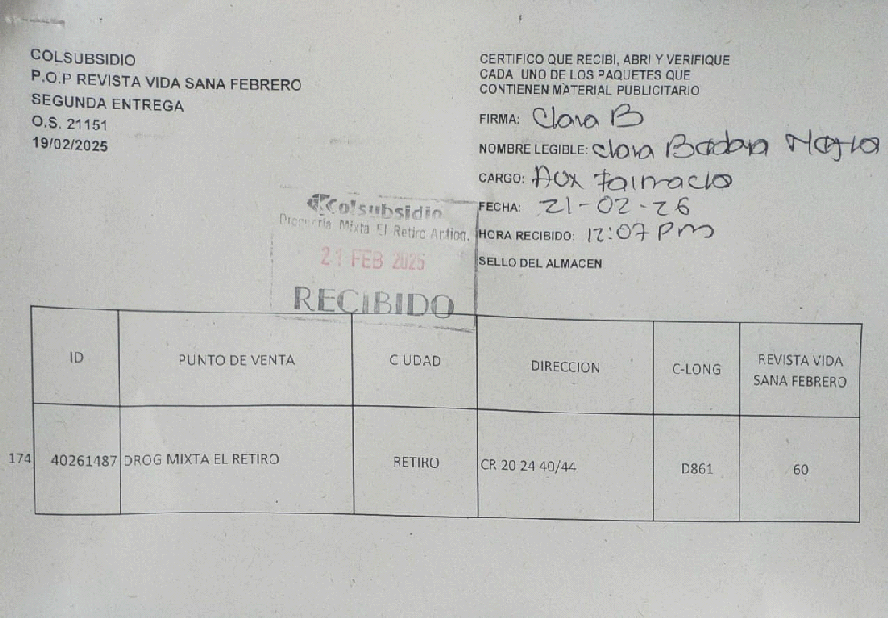 COLSUBSIDIO
P.O.P REVISTA VIDA SANA FEBRERO
SEGUNDA ENTREGA
O.S. 21151
19/02/2025
CERTIFICO QUE RECIBI, ABRI Y VERIFIQUE
CADA UNO DE LOS PAQUETES QUE
CONTIENEN MATERIAL PUBLICITARIO
FIRMA: Clara B
NOMBRE LEGIBLE: Clara
CARGO: Aux Farmacia
FECHA: 21-02-26
HORA RECIBIDO: 12:07 Pm
SELLO DEL ALMACEN
Colsubsidio
Drogueria Mixta El Retiro Antioq.
21 FEB 2025
RECIBIDO
ID PUNTO DE VENTA CIUDAD DIRECCION C-LONG REVISTA VIDA SANA FEBRERO
174 40261487 DROG MIXTA EL RETIRO RETIRO CR 20 24 40/44 D861 60